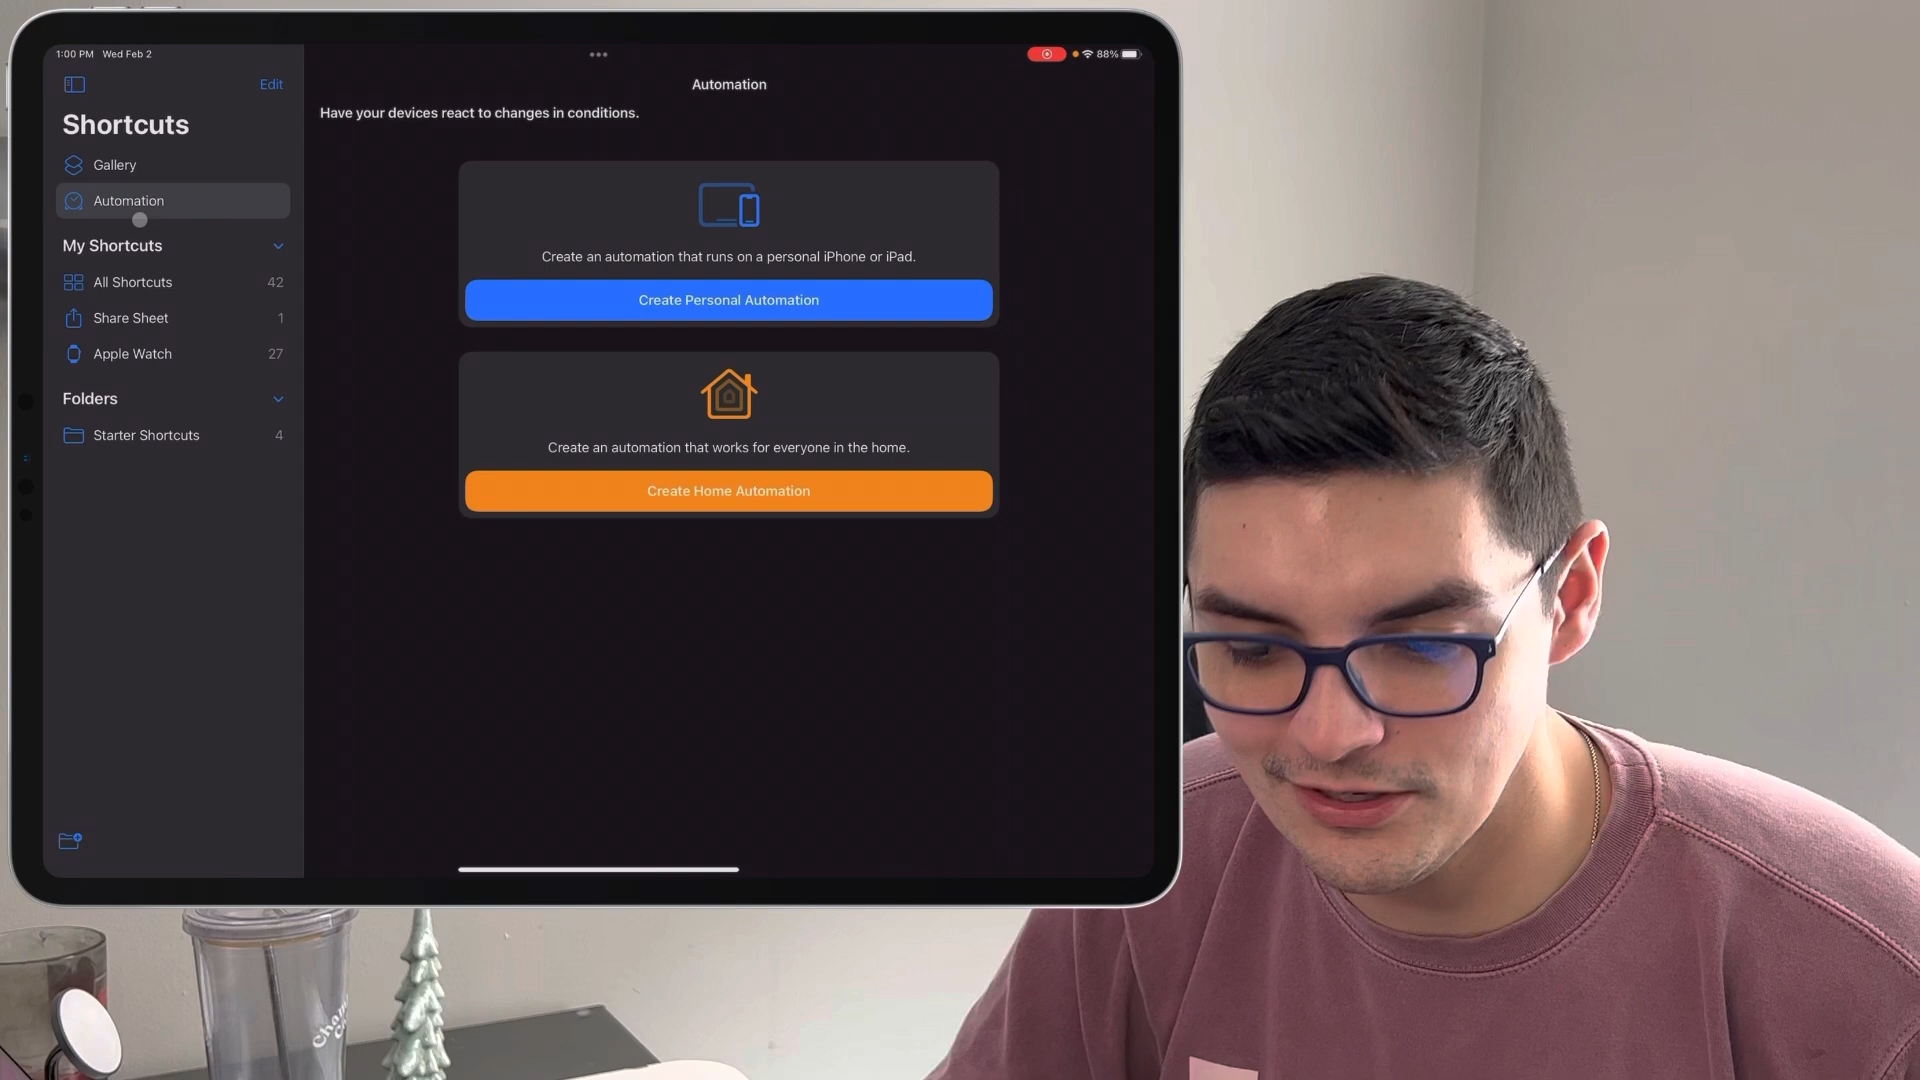 1:00 PM Wed Feb 2
88%
Edit
Automation
Have your devices react to changes in conditions.
Shortcuts
Gallery
Automation
My Shortcuts
All Shortcuts 42
Share Sheet 1
Apple Watch 27
Folders
Starter Shortcuts 4
Create an automation that runs on a personal iPhone or iPad.
Create Personal Automation
Create an automation that works for everyone in the home.
Create Home Automation